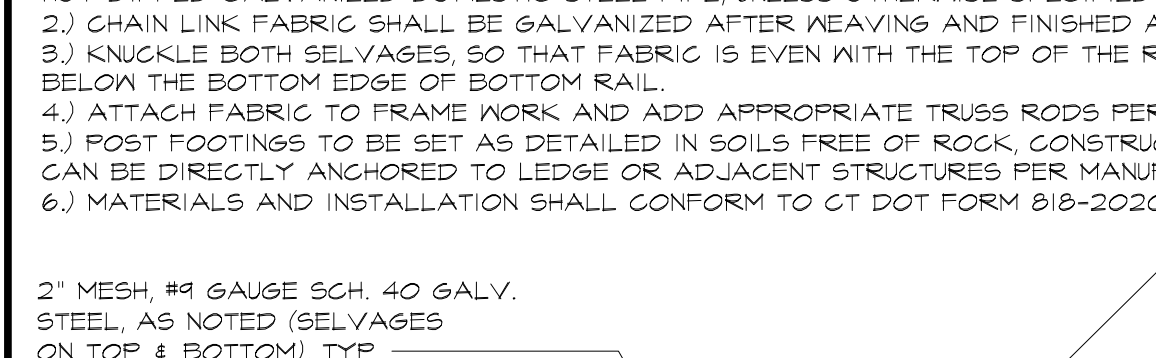 2.) CHAIN LINK FABRIC SHALL BE GALVANIZED AFTER WEAVING AND FINISHED
3.) KNUCKLE BOTH SELVAGES, SO THAT FABRIC IS EVEN WITH THE TOP OF THE
BELOW THE BOTTOM EDGE OF BOTTOM RAIL.
4.) ATTACH FABRIC TO FRAME WORK AND ADD APPROPRIATE TRUSS RODS PER
5.) POST FOOTINGS TO BE SET AS DETAILED IN SOILS FREE OF ROCK,
CAN BE DIRECTLY ANCHORED TO LEDGE OR ADJACENT STRUCTURES PER
6.) MATERIALS AND INSTALLATION SHALL CONFORM TO CT DOT FORM 818-2020
2" MESH, #9 GAUGE SCH. 40 GALV.
STEEL, AS NOTED (SELVAGES
ON TOP & BOTTOM) TYP